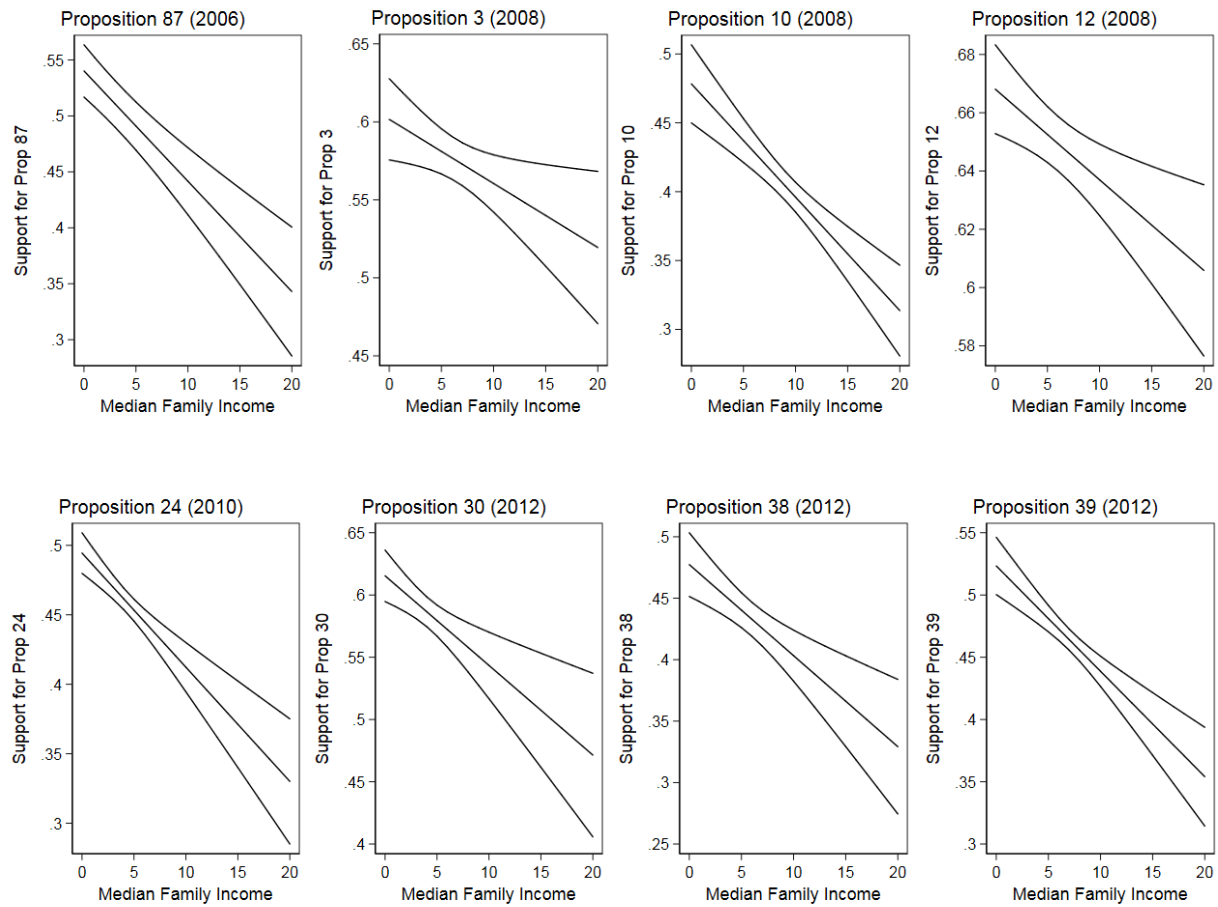 Proposition 87 (2006)
Support for Prop 87
.55
.5
.45
.4
.35
.3
0 5 10 15 20
Median Family Income
Proposition 3 (2008)
Support for Prop 3
.65
.6
.55
.5
.45
0 5 10 15 20
Median Family Income
Proposition 10 (2008)
Support for Prop 10
.5
.45
.4
.35
.3
0 5 10 15 20
Median Family Income
Proposition 12 (2008)
Support for Prop 12
.68
.66
.64
.62
.6
.58
0 5 10 15 20
Median Family Income
Proposition 24 (2010)
Support for Prop 24
.5
.45
.4
.35
.3
0 5 10 15 20
Median Family Income
Proposition 30 (2012)
Support for Prop 30
.65
.6
.55
.5
.45
.4
0 5 10 15 20
Median Family Income
Proposition 38 (2012)
Support for Prop 38
.5
.45
.4
.35
.3
.25
0 5 10 15 20
Median Family Income
Proposition 39 (2012)
Support for Prop 39
.55
.5
.45
.4
.35
.3
0 5 10 15 20
Median Family Income